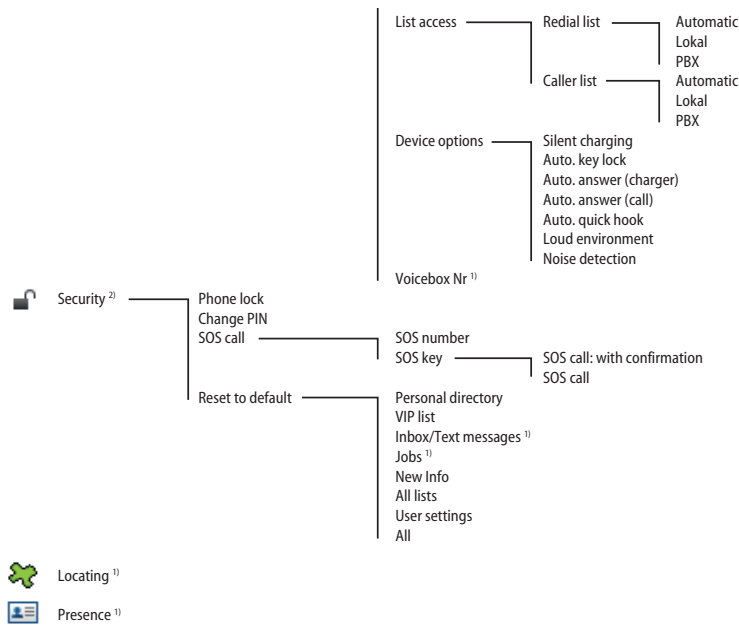 List access Redial list Automatic
Lokal
PBX
Caller list Automatic
Lokal
PBX
Device options Silent charging
Auto. key lock
Auto. answer (charger)
Auto. answer (call)
Auto. quick hook
Loud environment
Noise detection
Voicebox Nr 1)
Security 2) Phone lock
Change PIN
SOS call SOS number
SOS key SOS call: with confirmation
SOS call
Reset to default Personal directory
VIP list
Inbox/Text messages 1)
Jobs 1)
New Info
All lists
User settings
All
Locating 1)
Presence 1)